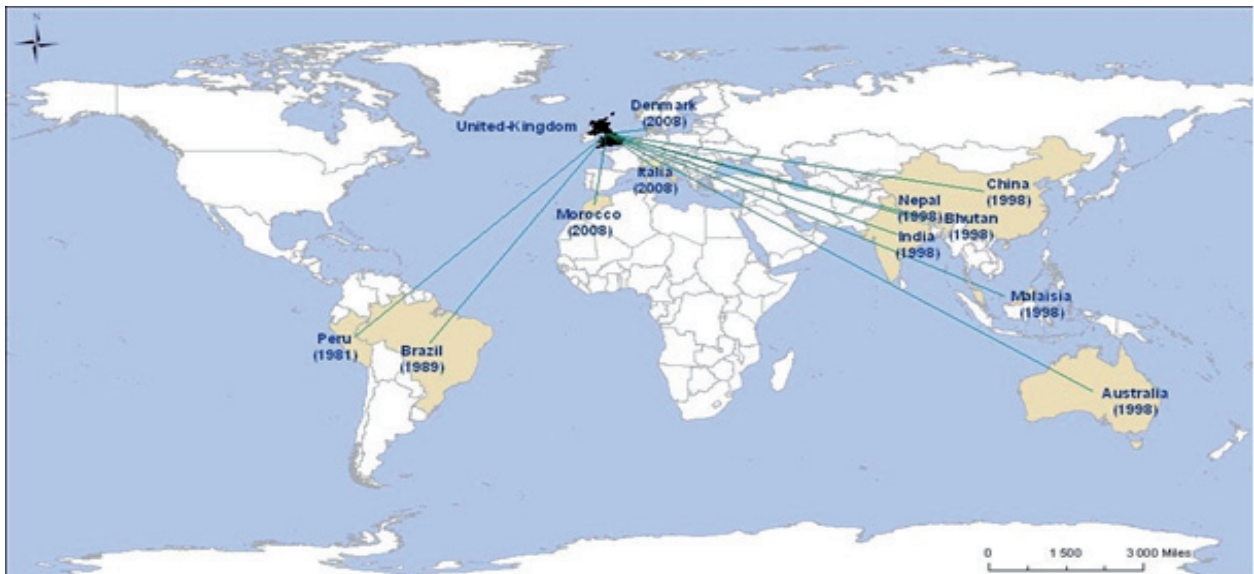 N
Denmark
(2008)
United-Kingdom
Italia
(2008)
Morocco
(2008)
China
(1998)
Nepal
(1998)
Bhutan
(1998)
India
(1998)
Malaisia
(1998)
Peru
(1981)
Brazil
(1989)
Australia
(1998)
0 1 500 3 000 Miles